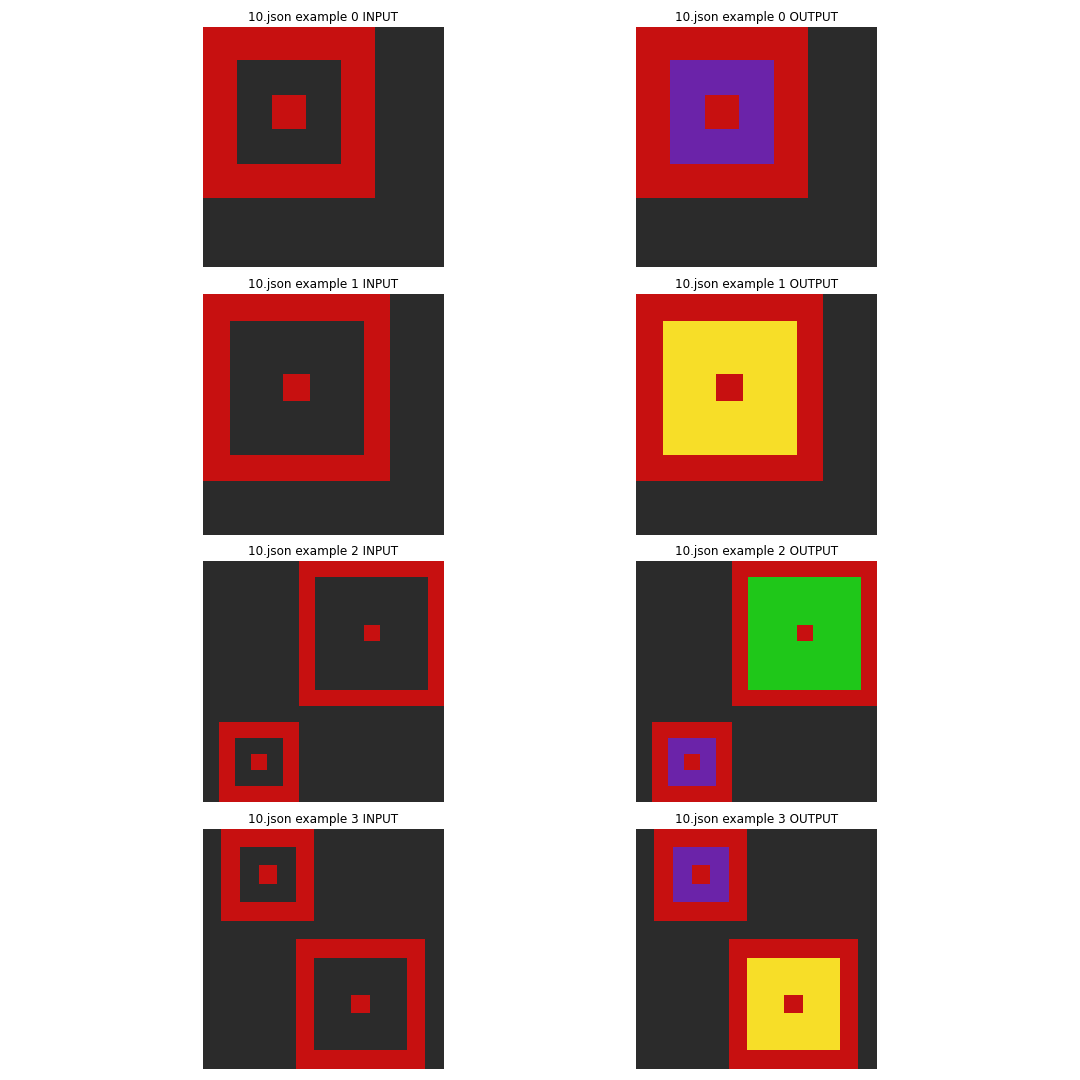 10.json example 0 INPUT
10.json example 0 OUTPUT
10.json example 1 INPUT
10.json example 1 OUTPUT
10.json example 2 INPUT
10.json example 2 OUTPUT
10.json example 3 INPUT
10.json example 3 OUTPUT